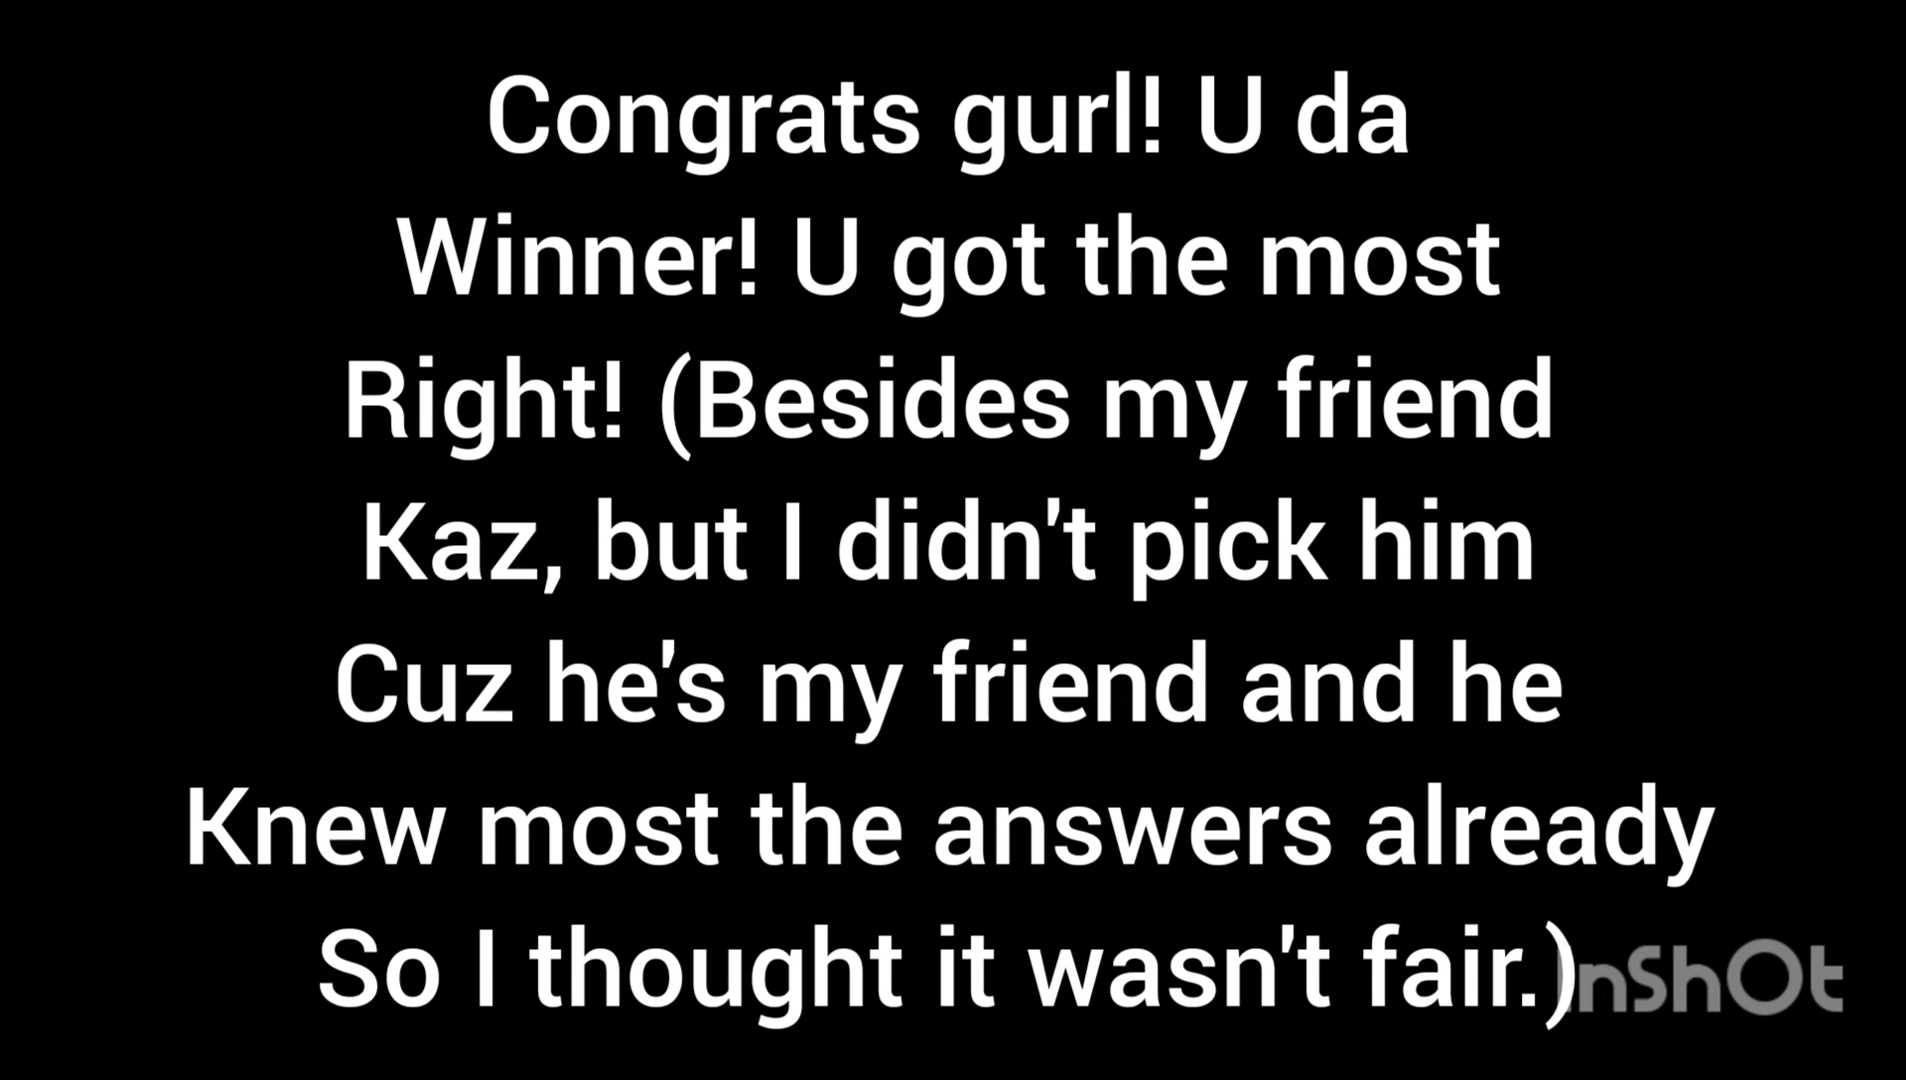 Congrats gurl! U da
Winner! U got the most
Right! (Besides my friend
Kaz, but I didn't pick him
Cuz he's my friend and he
Knew most the answers already
So I thought it wasn't fair.)
InShOt